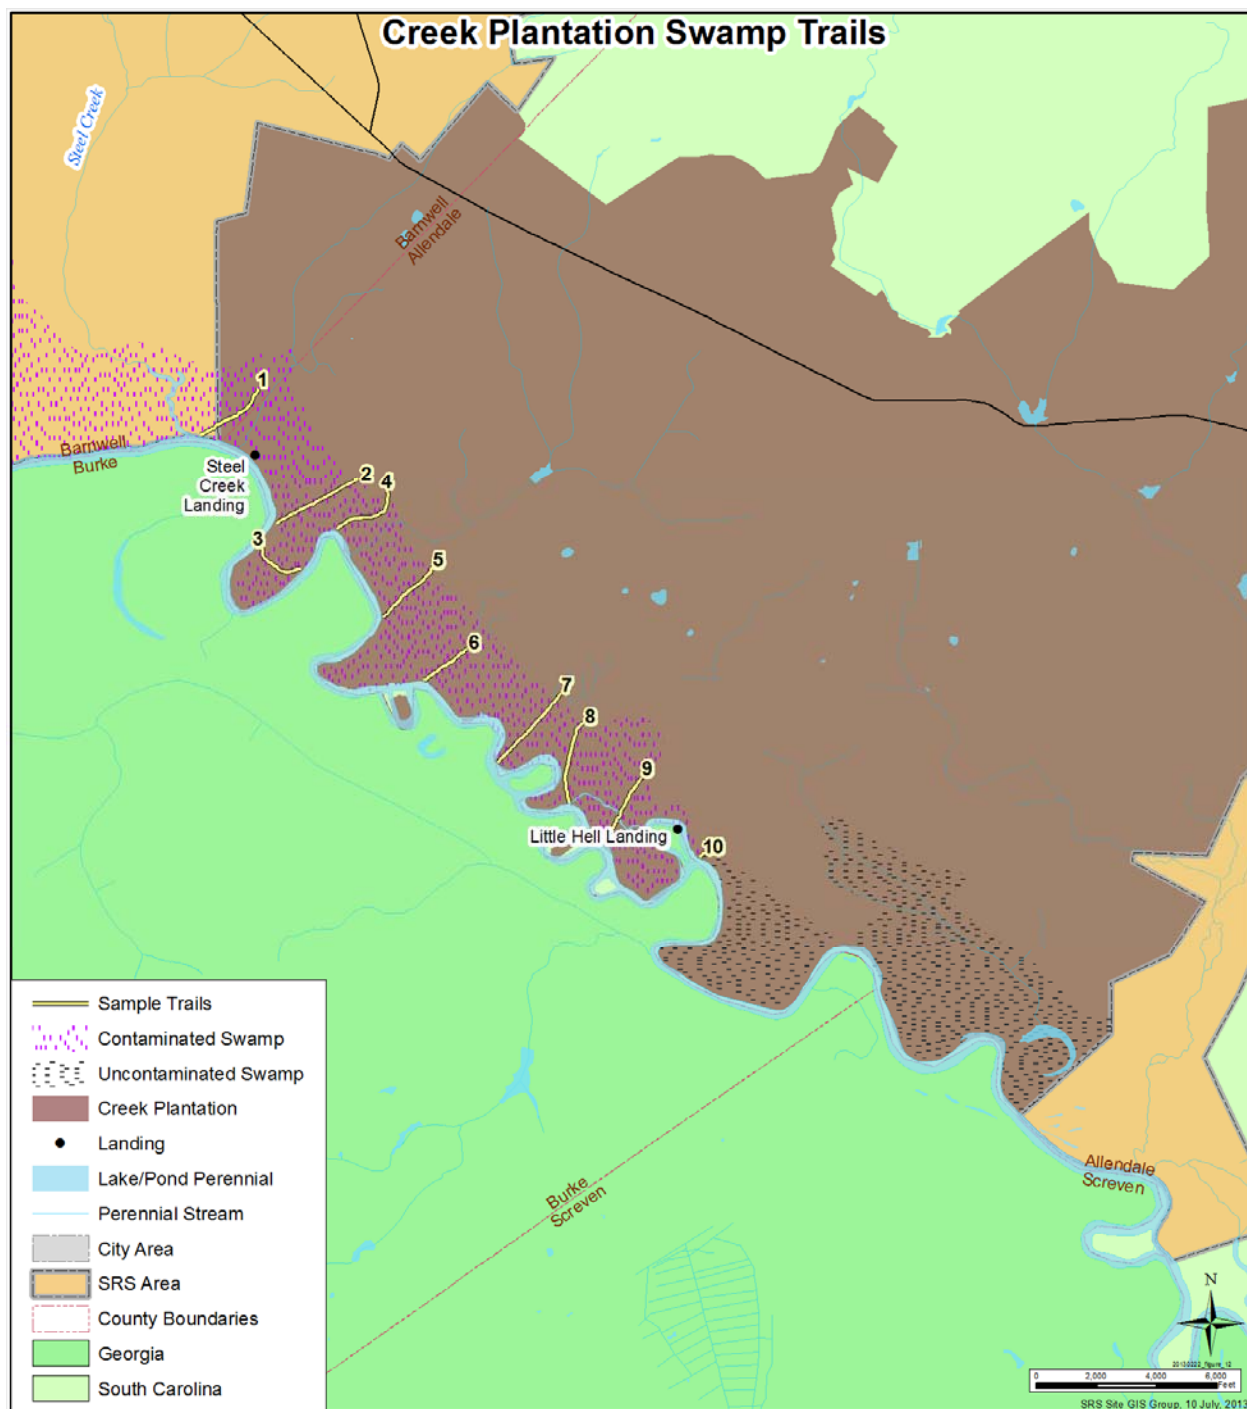 Creek Plantation Swamp Trails
Steel Creek
Barnwell
Allendale
1
Barnwell
Burke
Steel
Creek
Landing
2
4
3
5
6
7
8
9
Little Hell Landing
10
Sample Trails
Contaminated Swamp
Uncontaminated Swamp
Creek Plantation
Landing
Lake/Pond Perennial
Perennial Stream
City Area
SRS Area
County Boundaries
Georgia
South Carolina
Burke
Screven
Allendale
Screven
N
0 2,000 4,000 6,000
Feet
SRS Site GIS Group, 10 July, 2013